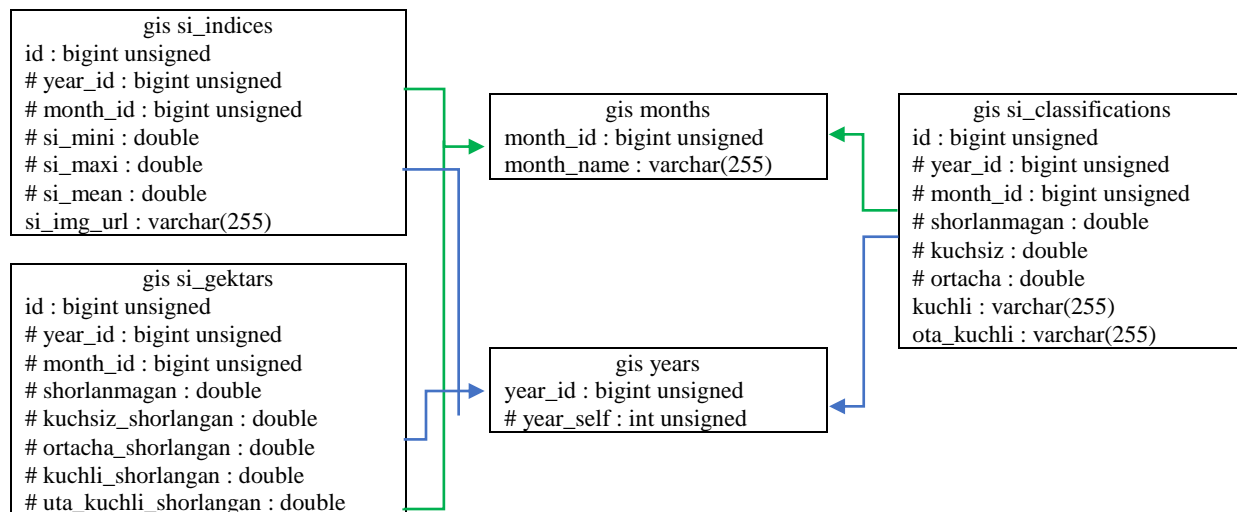 gis si_indices
id : bigint unsigned
# year_id : bigint unsigned
# month_id : bigint unsigned
# si_mini : double
# si_maxi : double
# si_mean : double
si_img_url : varchar(255)
gis si_gektars
id : bigint unsigned
# year_id : bigint unsigned
# month_id : bigint unsigned
# shorlanmagan : double
# kuchsiz_shorlangan : double
# ortacha_shorlangan : double
# kuchli_shorlangan : double
# uta_kuchli_shorlangan : double
gis months
month_id : bigint unsigned
month_name : varchar(255)
gis years
year_id : bigint unsigned
# year_self : int unsigned
gis si_classifications
id : bigint unsigned
# year_id : bigint unsigned
# month_id : bigint unsigned
# shorlanmagan : double
# kuchsiz : double
# ortacha : double
kuchli : varchar(255)
ota_kuchli : varchar(255)